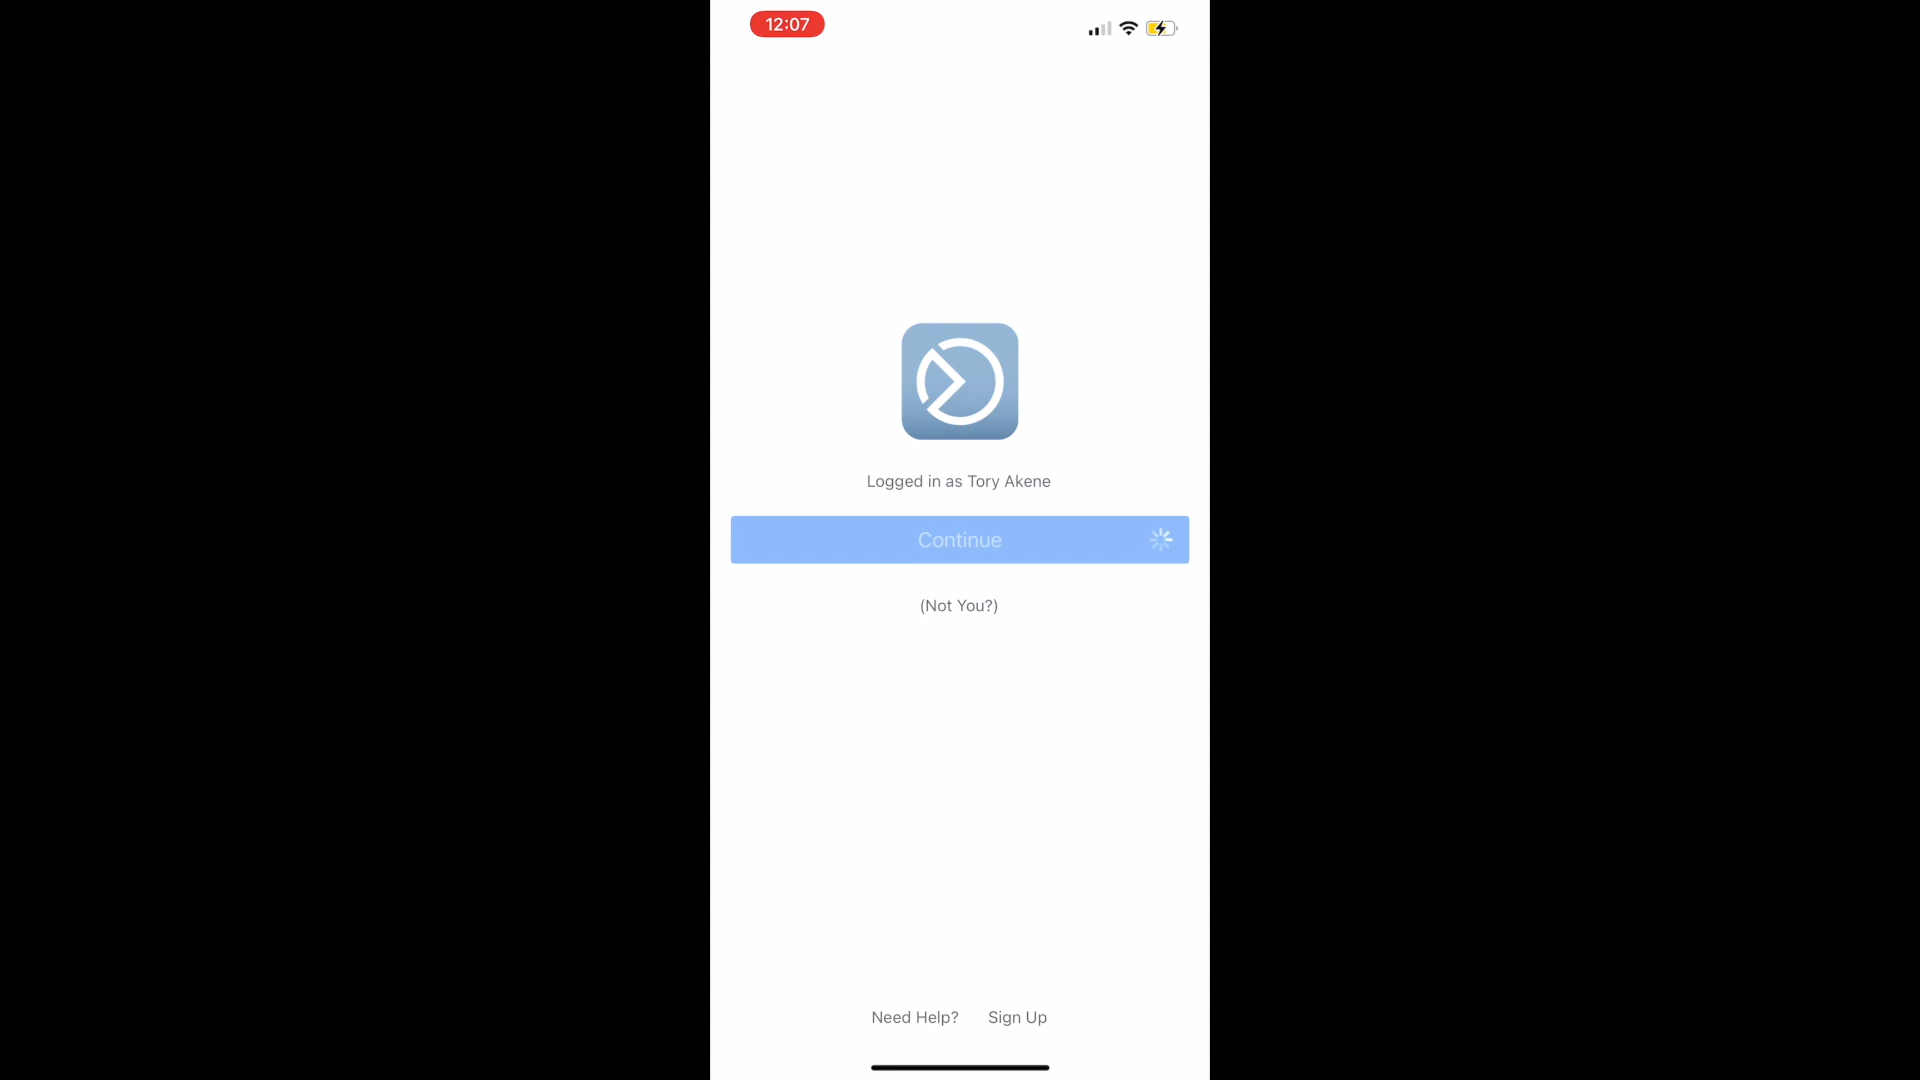 12:07
Logged in as Tory Akene
Continue
(Not You?)
Need Help? Sign Up